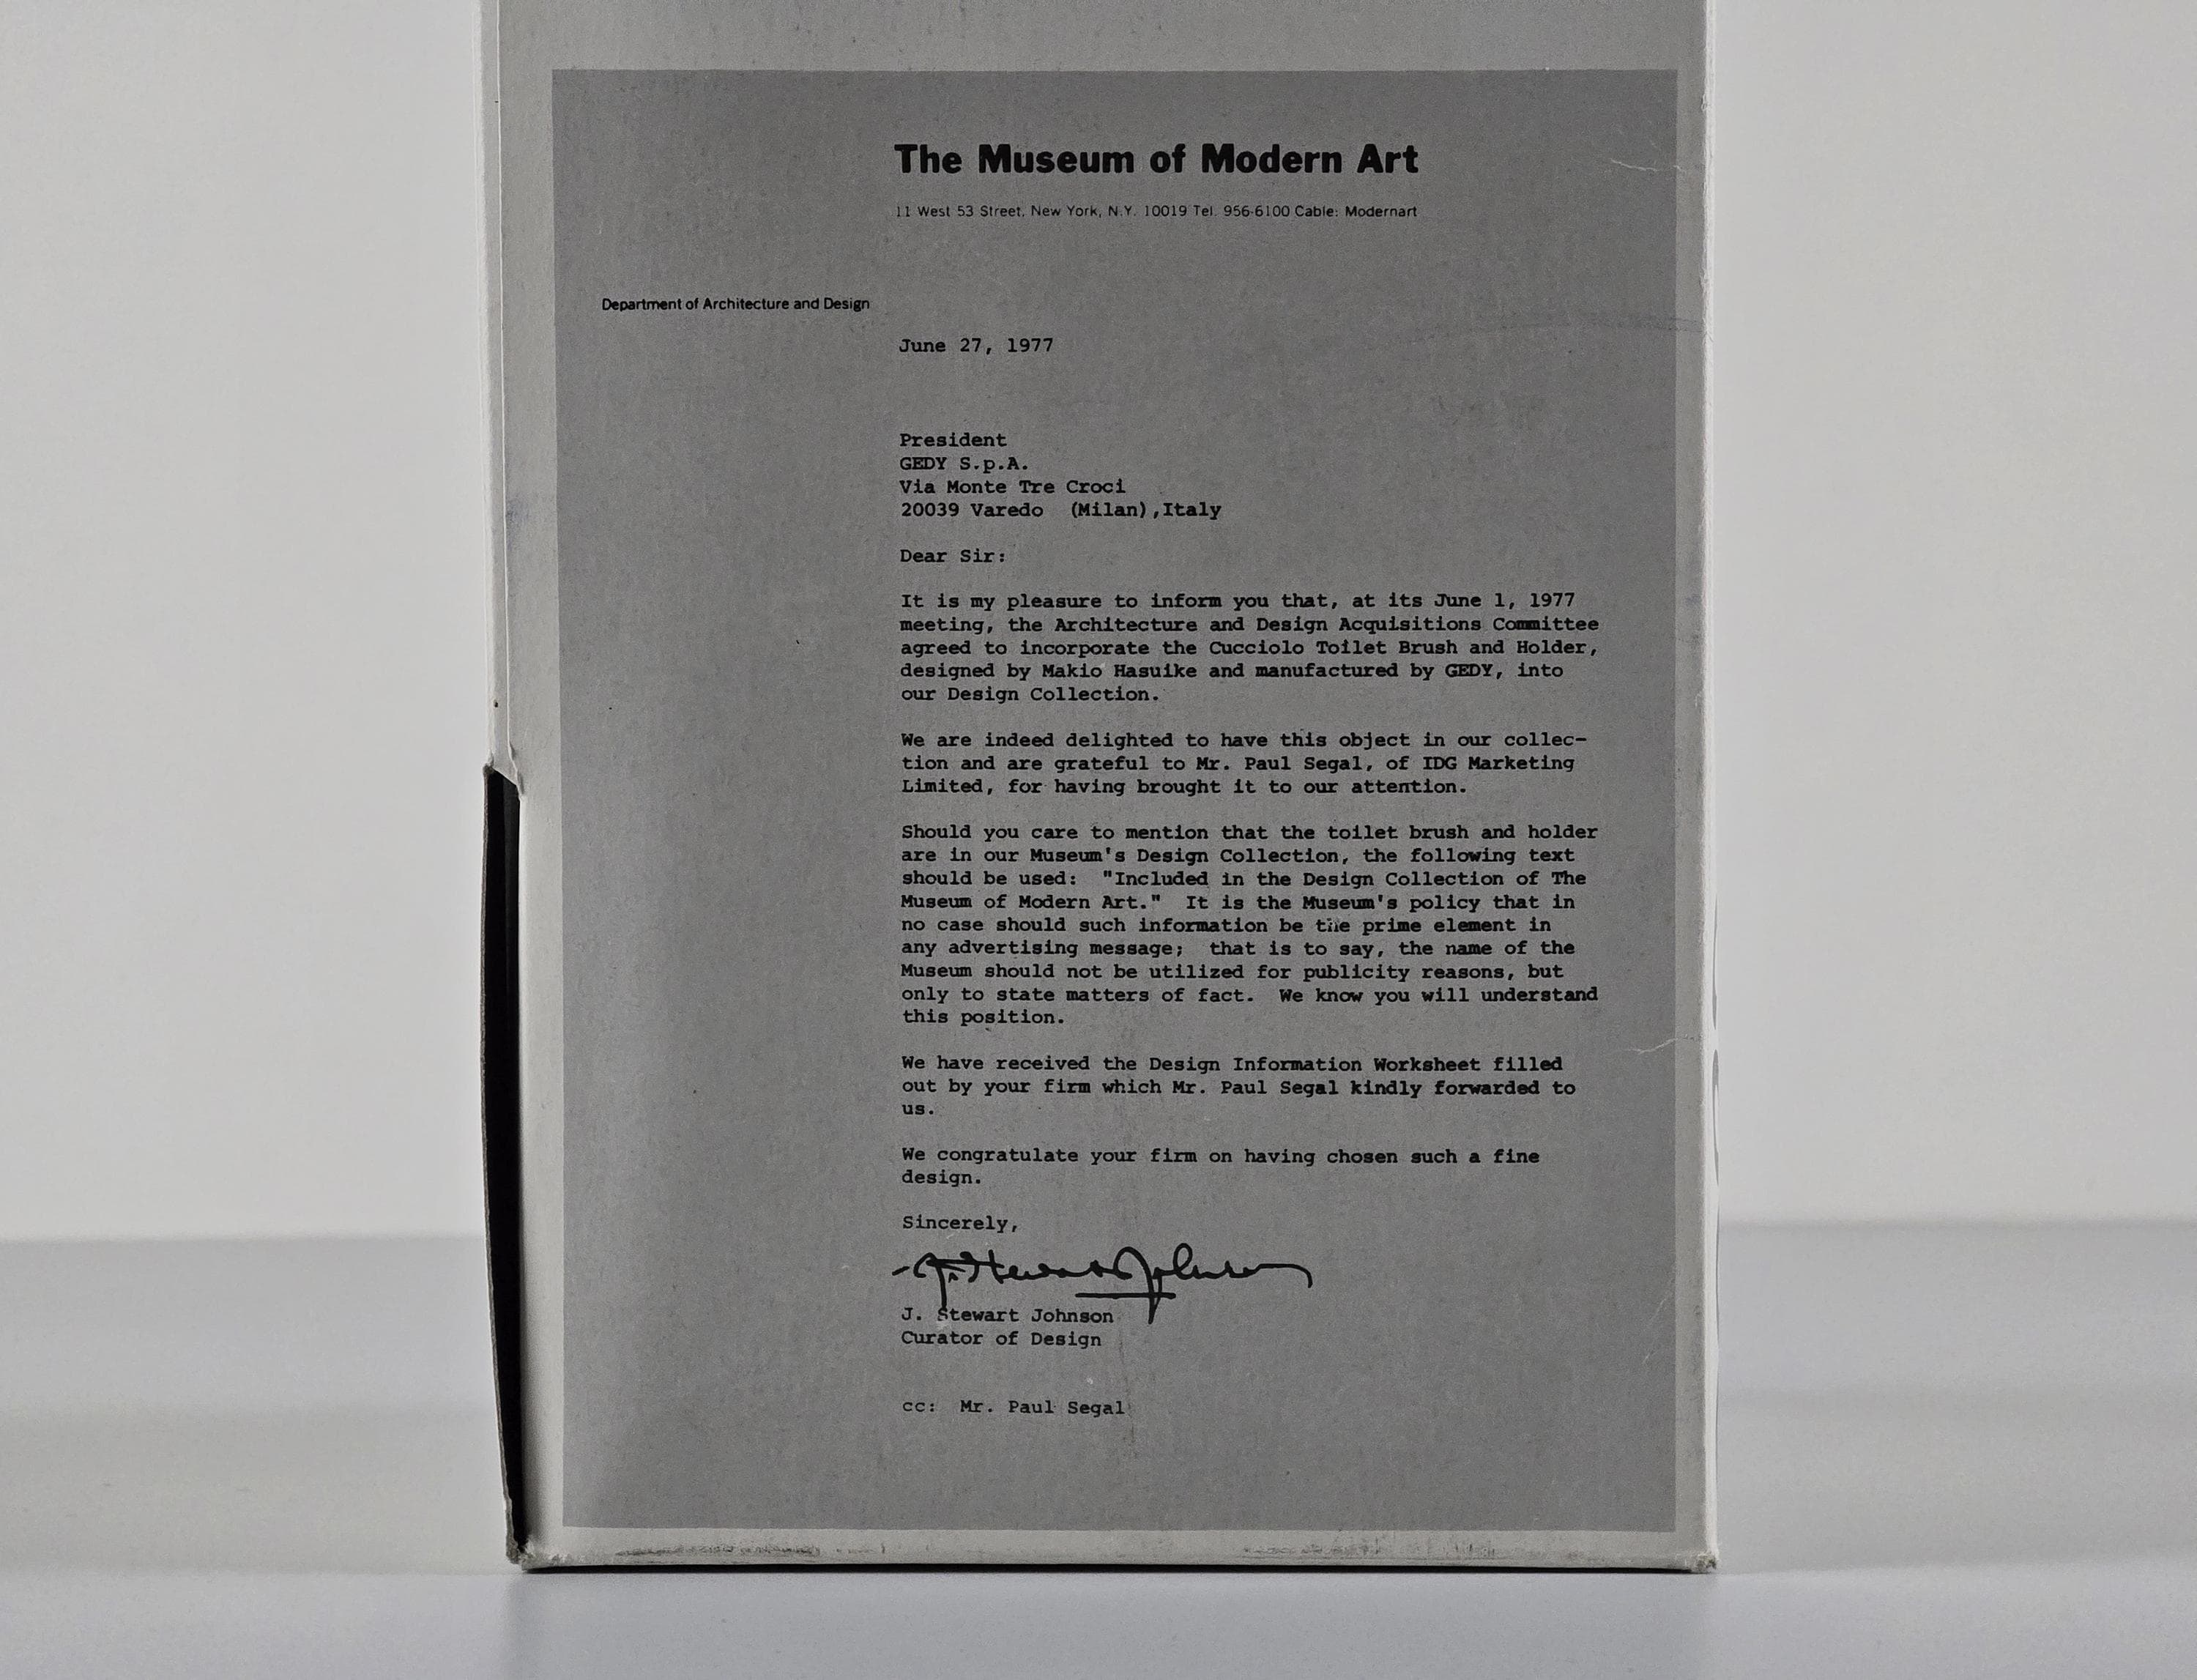 The Museum of Modern Art
11 West 53 Street, New York, N.Y. 10019 Tel. 956-6100 Cable: Modernart
Department of Architecture and Design
June 27, 1977
President
GEDY S.p.A.
Via Monte Tre Croci
20039 Varedo  (Milan),Italy
Dear Sir:
It is my pleasure to inform you that, at its June 1, 1977
meeting, the Architecture and Design Acquisitions Committee
agreed to incorporate the Cucciolo Toilet Brush and Holder,
designed by Makio Hasuike and manufactured by GEDY, into
our Design Collection.
We are indeed delighted to have this object in our collec-
tion and are grateful to Mr. Paul Segal, of IDG Marketing
Limited, for having brought it to our attention.
Should you care to mention that the toilet brush and holder
are in our Museum's Design Collection, the following text
should be used:  "Included in the Design Collection of The
Museum of Modern Art."  It is the Museum's policy that in
no case should such information be the prime element in
any advertising message;  that is to say, the name of the
Museum should not be utilized for publicity reasons, but
only to state matters of fact.  We know you will understand
this position.
We have received the Design Information Worksheet filled
out by your firm which Mr. Paul Segal kindly forwarded to
us.
We congratulate your firm on having chosen such a fine
design.
Sincerely,
J. Stewart Johnson
J. Stewart Johnson
Curator of Design
cc:  Mr. Paul Segal